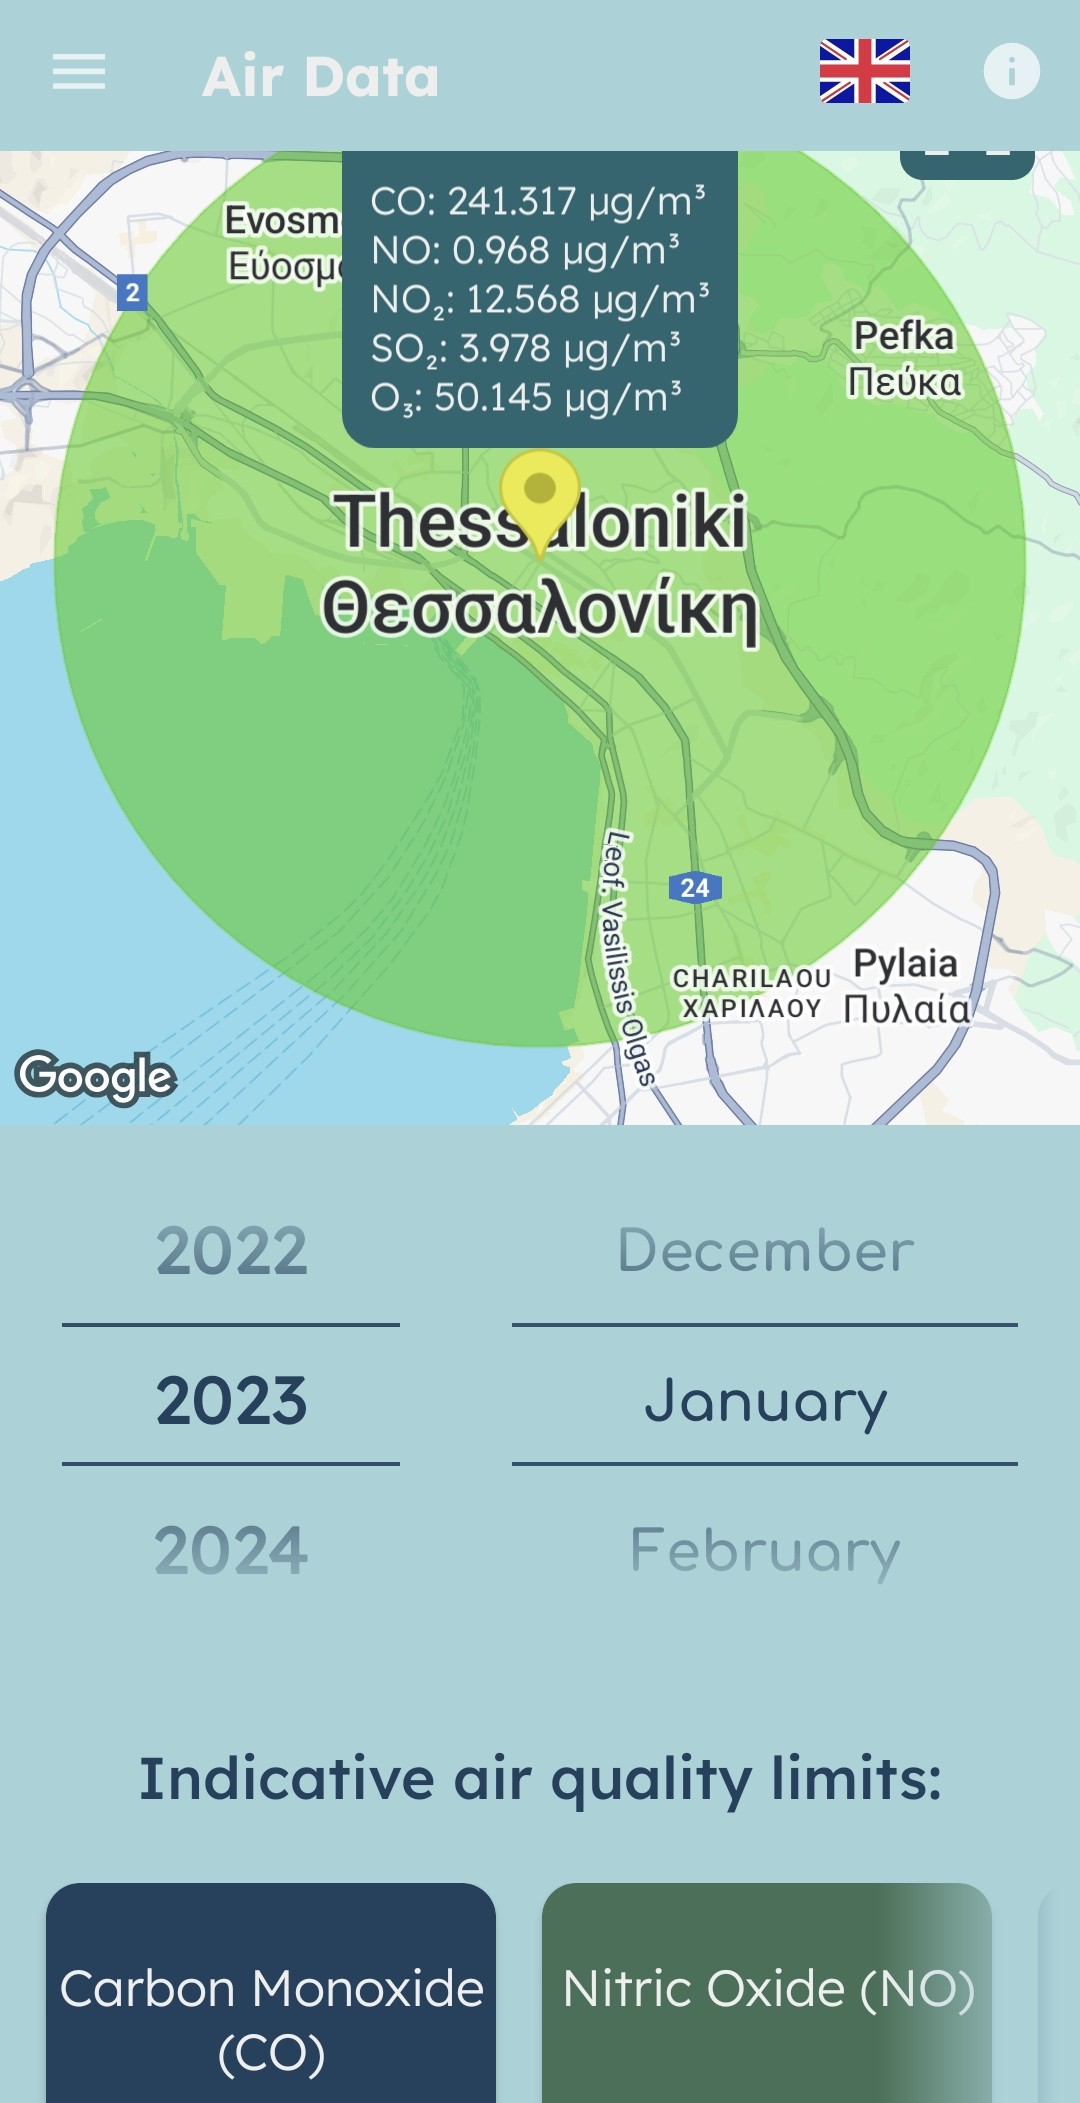 Air Data
CO: 241.317 µg/m³
NO: 0.968 µg/m³
NO₂: 12.568 µg/m³
SO₂: 3.978 µg/m³
O₃: 50.145 µg/m³
2
Pefka
Πεύκα
Thessaloniki
Θεσσαλονίκη
Leof. Vasilissis Olgas
24
CHARILAOU
ΧΑΡΙΛΑΟΥ
Pylaia
Πυλαία
Google
2022
December
2023
January
2024
February
Indicative air quality limits:
Carbon Monoxide
(CO)
Nitric Oxide (NO)